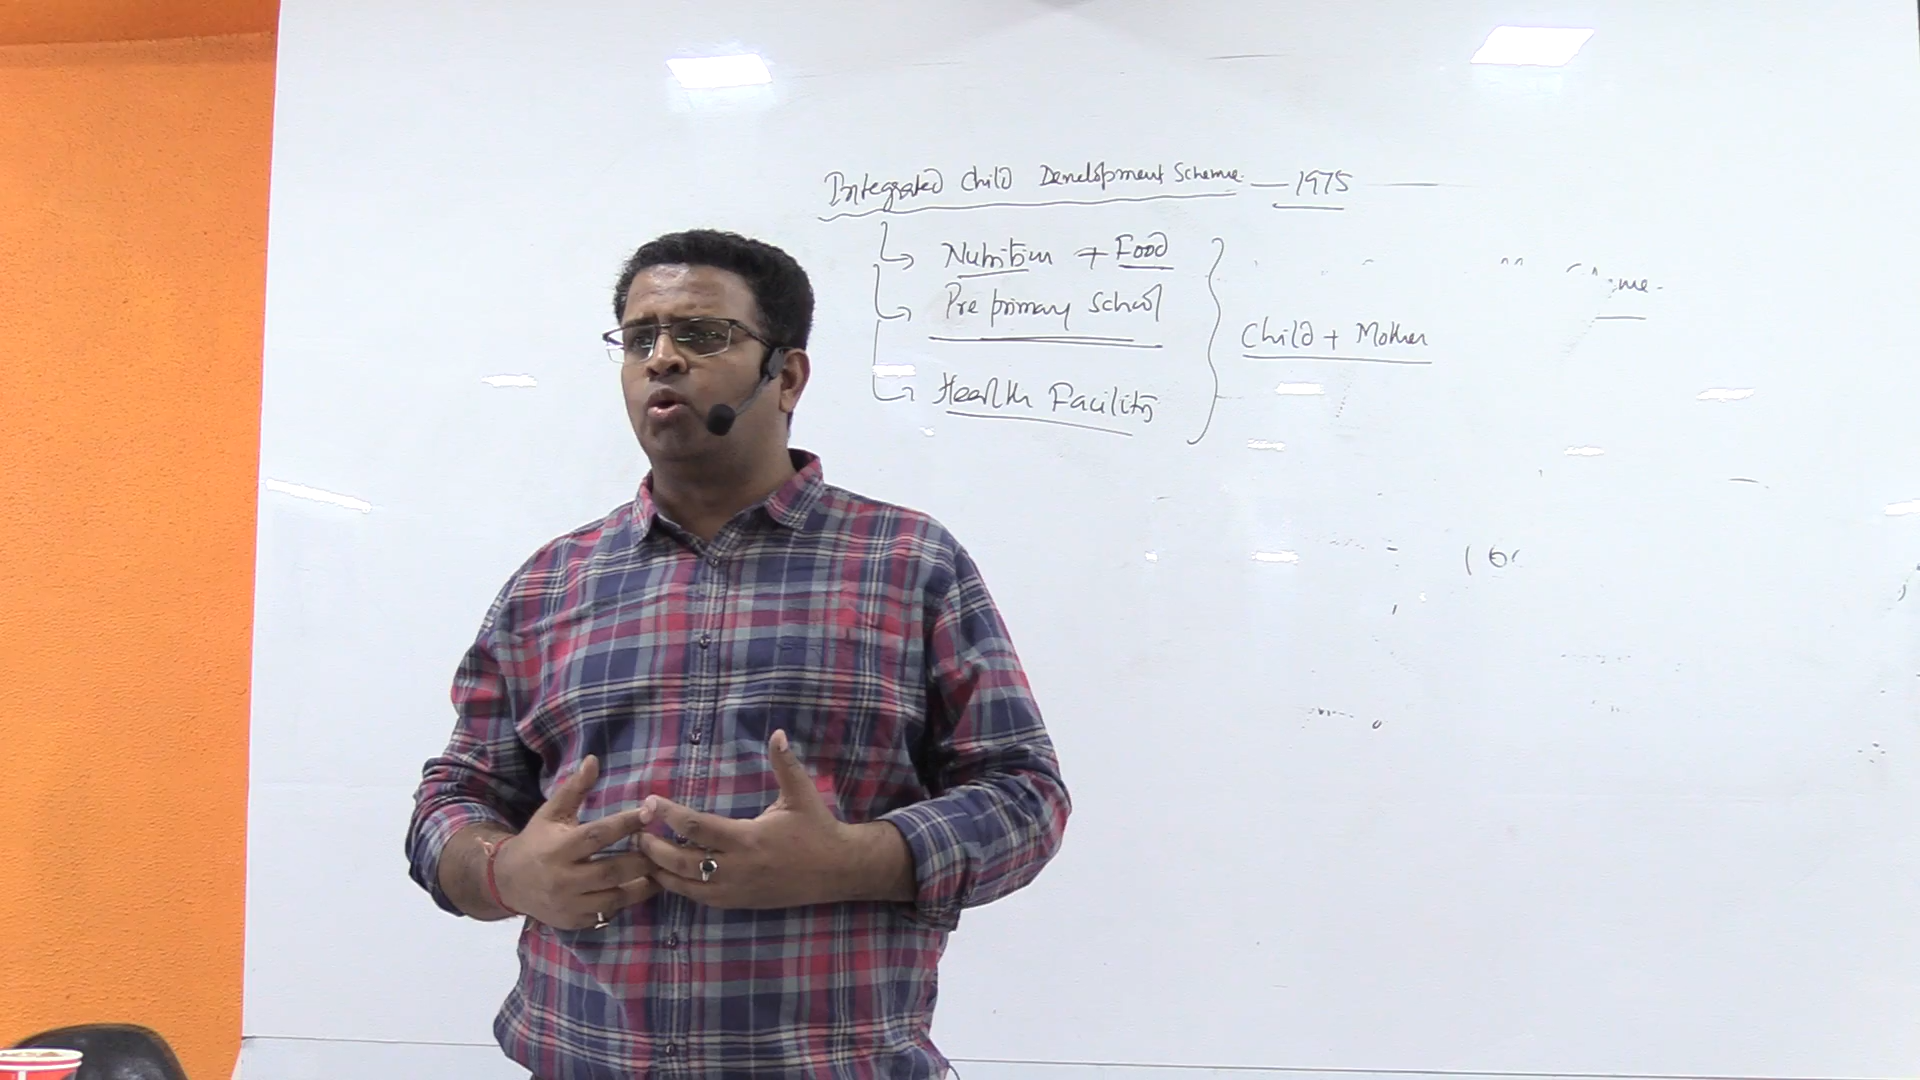 Integrated Child Development Scheme. — 1975
Nutrition + Food
Pre primary School
Child + Mother
Health Facility